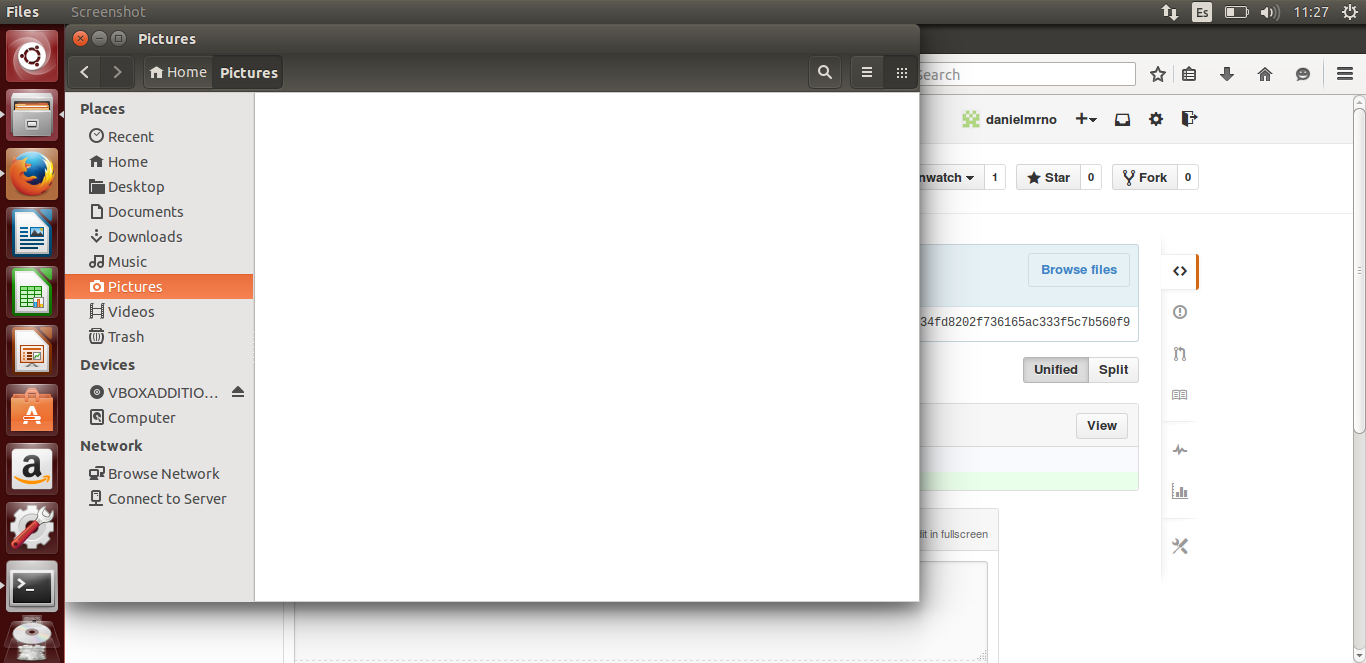 Files Screenshot Es 11:27
Pictures
Home Pictures
Search
Places
Recent
Home
Desktop
Documents
Downloads
Music
Pictures
Videos
Trash
Devices
VBOXADDITIO...
Computer
Network
Browse Network
Connect to Server
danielmrno
nwatch 1 Star 0 Fork 0
Browse files
34fd8202f736165ac333f5c7b560f9
Unified Split
View
dit in fullscreen